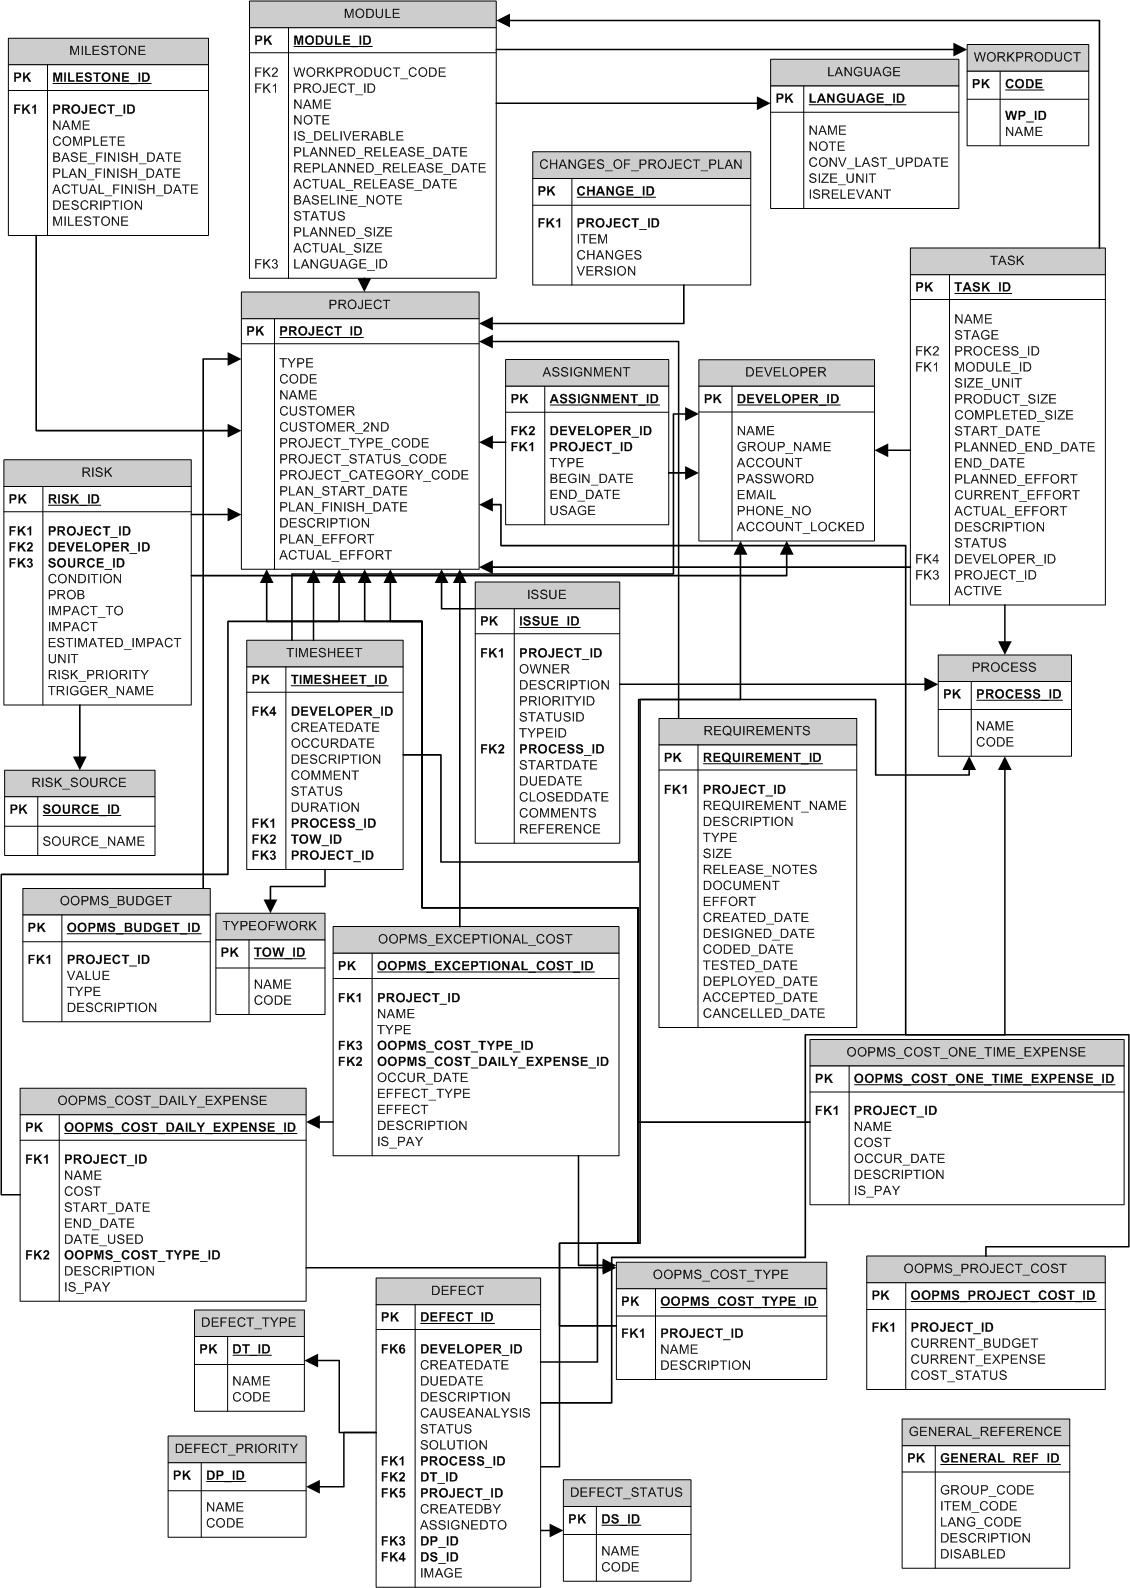 MODULE
PK MODULE_ID
FK2 WORKPRODUCT_CODE
FK1 PROJECT_ID
NAME
NOTE
IS_DELIVERABLE
PLANNED_RELEASE_DATE
REPLANNED_RELEASE_DATE
ACTUAL_RELEASE_DATE
BASELINE_NOTE
STATUS
PLANNED_SIZE
ACTUAL_SIZE
FK3 LANGUAGE_ID
MILESTONE
PK MILESTONE_ID
FK1 PROJECT_ID
NAME
COMPLETE
BASE_FINISH_DATE
PLAN_FINISH_DATE
ACTUAL_FINISH_DATE
DESCRIPTION
MILESTONE
WORKPRODUCT
PK CODE
WP_ID
NAME
LANGUAGE
PK LANGUAGE_ID
NAME
NOTE
CONV_LAST_UPDATE
SIZE_UNIT
ISRELEVANT
CHANGES_OF_PROJECT_PLAN
PK CHANGE_ID
FK1 PROJECT_ID
ITEM
CHANGES
VERSION
TASK
PK TASK_ID
NAME
STAGE
FK2 PROCESS_ID
FK1 MODULE_ID
SIZE_UNIT
PRODUCT_SIZE
COMPLETED_SIZE
START_DATE
PLANNED_END_DATE
END_DATE
PLANNED_EFFORT
CURRENT_EFFORT
ACTUAL_EFFORT
DESCRIPTION
STATUS
FK4 DEVELOPER_ID
FK3 PROJECT_ID
ACTIVE
PROJECT
PK PROJECT_ID
TYPE
CODE
NAME
CUSTOMER
CUSTOMER_2ND
PROJECT_TYPE_CODE
PROJECT_STATUS_CODE
PROJECT_CATEGORY_CODE
PLAN_START_DATE
PLAN_FINISH_DATE
DESCRIPTION
PLAN_EFFORT
ACTUAL_EFFORT
ASSIGNMENT
PK ASSIGNMENT_ID
FK2 DEVELOPER_ID
FK1 PROJECT_ID
TYPE
BEGIN_DATE
END_DATE
USAGE
DEVELOPER
PK DEVELOPER_ID
NAME
GROUP_NAME
ACCOUNT
PASSWORD
EMAIL
PHONE_NO
ACCOUNT_LOCKED
RISK
PK RISK_ID
FK1 PROJECT_ID
FK2 DEVELOPER_ID
FK3 SOURCE_ID
CONDITION
PROB
IMPACT_TO
IMPACT
ESTIMATED_IMPACT
UNIT
RISK_PRIORITY
TRIGGER_NAME
ISSUE
PK ISSUE_ID
FK1 PROJECT_ID
OWNER
DESCRIPTION
PRIORITYID
STATUSID
TYPEID
FK2 PROCESS_ID
STARTDATE
DUEDATE
CLOSEDDATE
COMMENTS
REFERENCE
TIMESHEET
PK TIMESHEET_ID
FK4 DEVELOPER_ID
CREATEDATE
OCCURDATE
DESCRIPTION
COMMENT
STATUS
DURATION
FK1 PROCESS_ID
FK2 TOW_ID
FK3 PROJECT_ID
PROCESS
PK PROCESS_ID
NAME
CODE
REQUIREMENTS
PK REQUIREMENT_ID
FK1 PROJECT_ID
REQUIREMENT_NAME
DESCRIPTION
TYPE
SIZE
RELEASE_NOTES
DOCUMENT
EFFORT
CREATED_DATE
DESIGNED_DATE
CODED_DATE
TESTED_DATE
DEPLOYED_DATE
ACCEPTED_DATE
CANCELLED_DATE
RISK_SOURCE
PK SOURCE_ID
SOURCE_NAME
OOPMS_BUDGET
PK OOPMS_BUDGET_ID
FK1 PROJECT_ID
VALUE
TYPE
DESCRIPTION
TYPEOFWORK
PK TOW_ID
NAME
CODE
OOPMS_EXCEPTIONAL_COST
PK OOPMS_EXCEPTIONAL_COST_ID
FK1 PROJECT_ID
NAME
TYPE
FK3 OOPMS_COST_TYPE_ID
FK2 OOPMS_COST_DAILY_EXPENSE_ID
OCCUR_DATE
EFFECT_TYPE
EFFECT
DESCRIPTION
IS_PAY
OOPMS_COST_ONE_TIME_EXPENSE
PK OOPMS_COST_ONE_TIME_EXPENSE_ID
FK1 PROJECT_ID
NAME
COST
OCCUR_DATE
DESCRIPTION
IS_PAY
OOPMS_COST_DAILY_EXPENSE
PK OOPMS_COST_DAILY_EXPENSE_ID
FK1 PROJECT_ID
NAME
COST
START_DATE
END_DATE
DATE_USED
FK2 OOPMS_COST_TYPE_ID
DESCRIPTION
IS_PAY
OOPMS_COST_TYPE
PK OOPMS_COST_TYPE_ID
FK1 PROJECT_ID
NAME
DESCRIPTION
OOPMS_PROJECT_COST
PK OOPMS_PROJECT_COST_ID
FK1 PROJECT_ID
CURRENT_BUDGET
CURRENT_EXPENSE
COST_STATUS
DEFECT
PK DEFECT_ID
FK6 DEVELOPER_ID
CREATEDATE
DUEDATE
DESCRIPTION
CAUSEANALYSIS
STATUS
SOLUTION
FK1 PROCESS_ID
FK2 DT_ID
FK5 PROJECT_ID
CREATEDBY
ASSIGNEDTO
FK3 DP_ID
FK4 DS_ID
IMAGE
DEFECT_TYPE
PK DT_ID
NAME
CODE
DEFECT_PRIORITY
PK DP_ID
NAME
CODE
DEFECT_STATUS
PK DS_ID
NAME
CODE
GENERAL_REFERENCE
PK GENERAL_REF_ID
GROUP_CODE
ITEM_CODE
LANG_CODE
DESCRIPTION
DISABLED